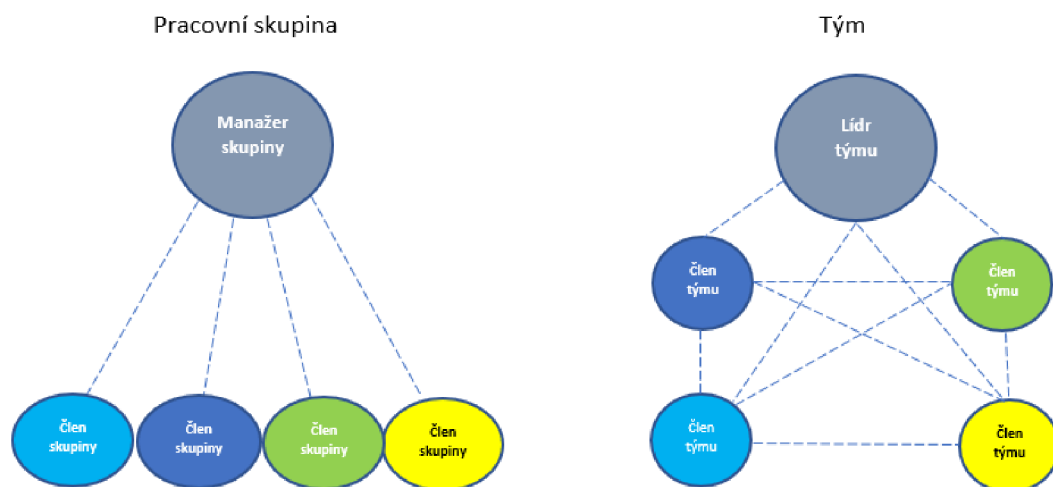 Pracovní skupina
Tým
Manažer
skupiny
Lídr
týmu
člen
týmu
člen
týmu
člen
skupiny
člen
skupiny
člen
skupiny
člen
skupiny
člen
týmu
člen
týmu